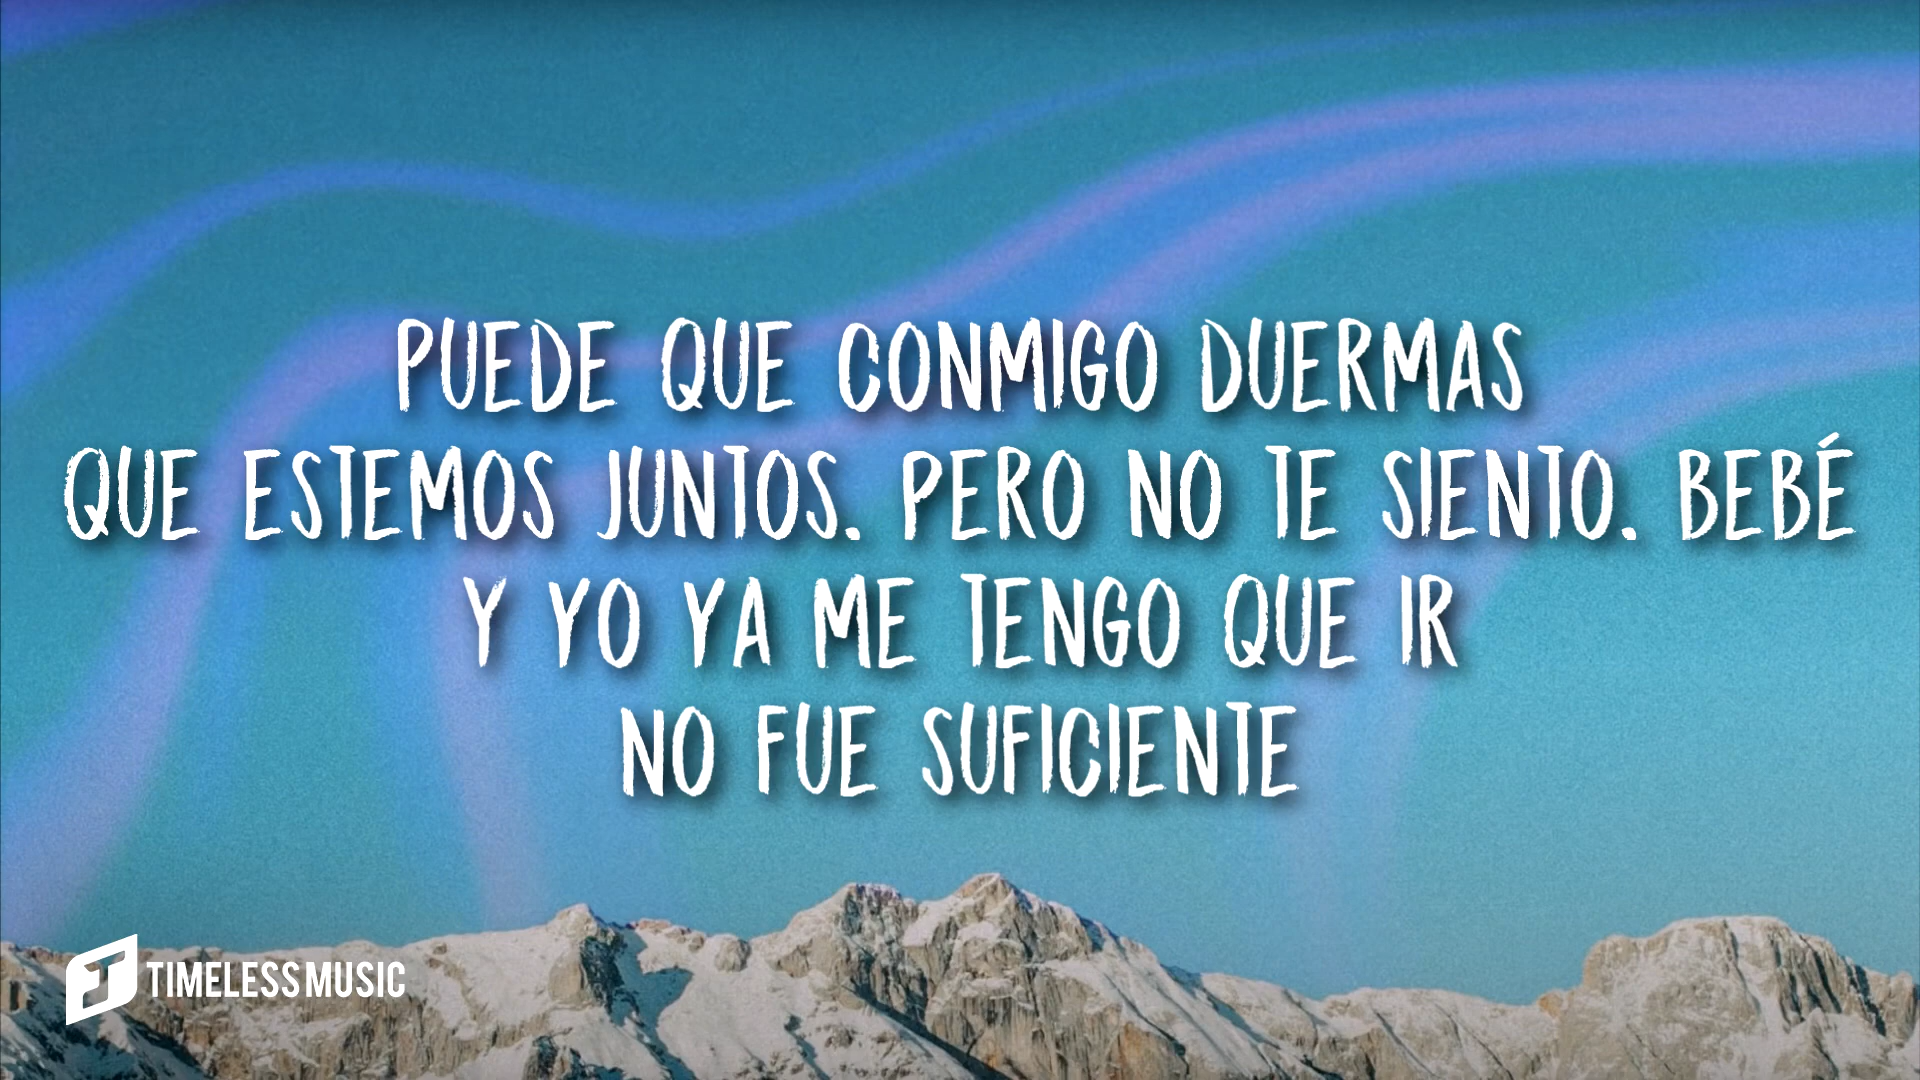 PUEDE QUE CONMIGO DUERMAS
QUE ESTEMOS JUNTOS. PERO NO TE SIENTO. BEBÉ
Y YO YA ME TENGO QUE IR
NO FUE SUFICIENTE
TIMELESS MUSIC